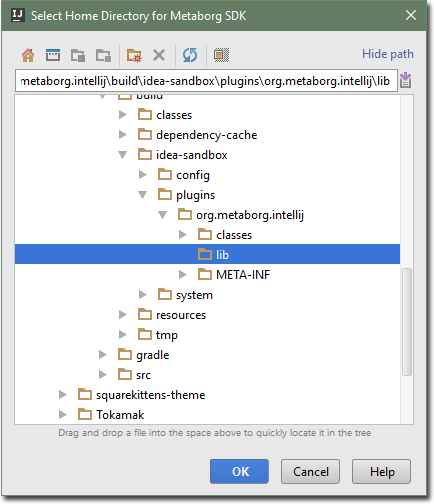 IJ Select Home Directory for Metaborg SDK
Hide path
metaborg.intellij\build\idea-sandbox\plugins\org.metaborg.intellij\lib
build
classes
dependency-cache
idea-sandbox
config
plugins
org.metaborg.intellij
classes
lib
META-INF
system
resources
tmp
gradle
src
squarekittens-theme
Tokamak
Drag and drop a file into the space above to quickly locate it in the tree
OK Cancel Help